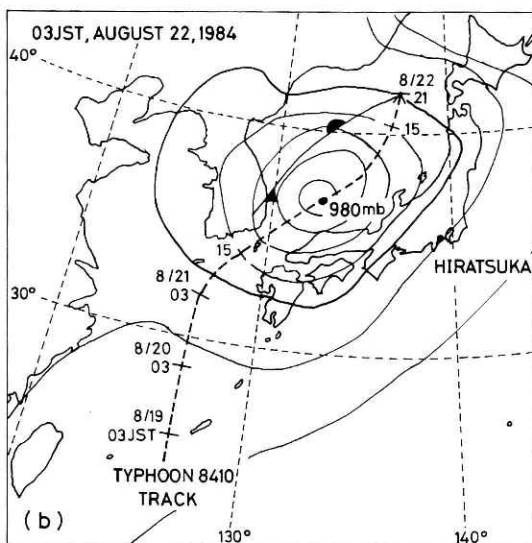 03JST, AUGUST 22, 1984
40°
8/22
21
15
980mb
15
HIRATSUKA
8/21
03
30°
8/20
03
8/19
03JST
TYPHOON 8410
TRACK
(b)
130°
140°